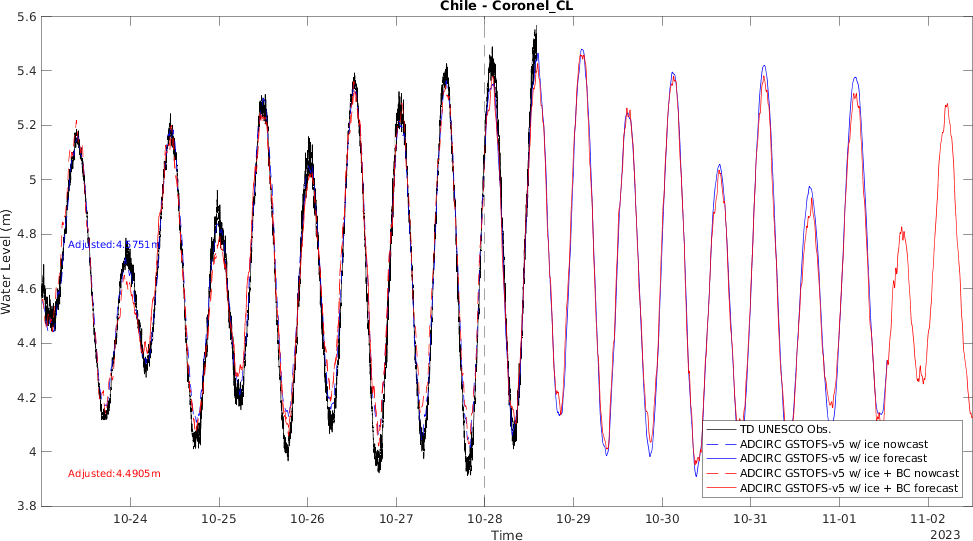 Chile - Coronel_CL
5.6
5.4
5.2
5
4.8
4.6
4.4
4.2
4
3.8
Water Level (m)
Adjusted:4.5751m
Adjusted:4.4905m
TD UNESCO Obs.
ADCIRC GSTOFS-v5 w/ ice nowcast
ADCIRC GSTOFS-v5 w/ ice forecast
ADCIRC GSTOFS-v5 w/ ice + BC nowcast
ADCIRC GSTOFS-v5 w/ ice + BC forecast
10-24 10-25 10-26 10-27 10-28 10-29 10-30 10-31 11-01 11-02
Time
2023